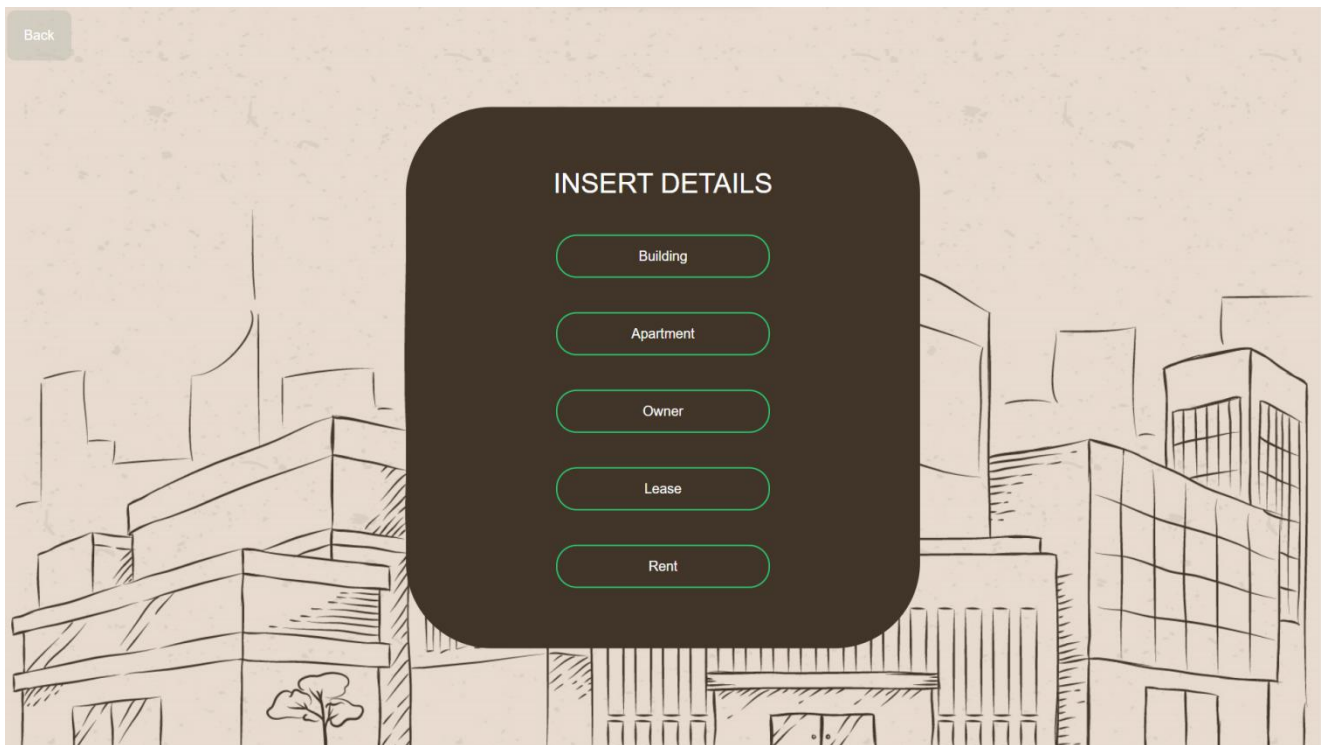 Back
INSERT DETAILS
Building
Apartment
Owner
Lease
Rent